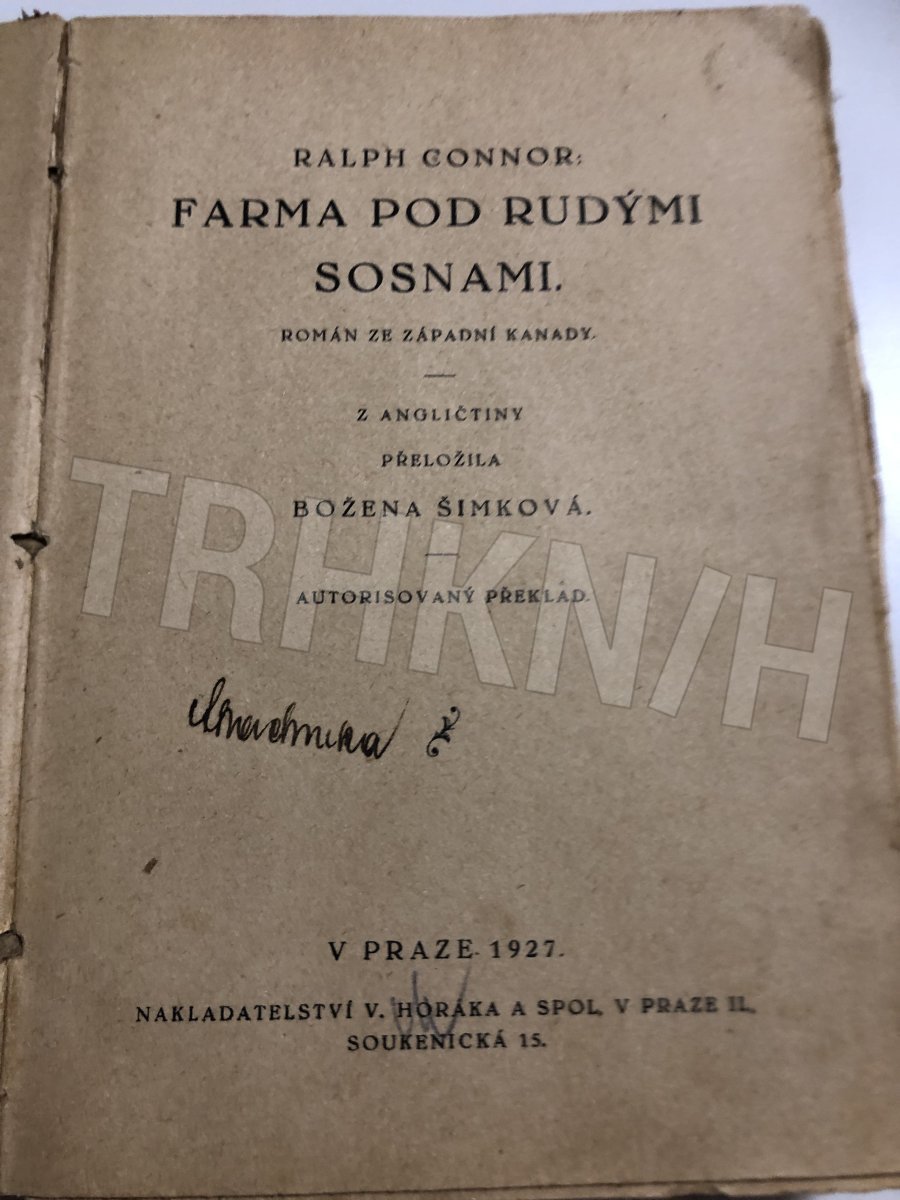 RALPH CONNOR:
FARMA POD RUDÝMI
SOSNAMI.
ROMÁN ZE ZÁPADNÍ KANADY.
Z ANGLIČTINY
PŘELOŽILA
BOŽENA ŠIMKOVÁ.
AUTORISOVANÝ PŘEKLAD.
TRHKN/H
V PRAZE 1927.
NAKLADATELSTVÍ V. HORÁKA A SPOL. V PRAZE II.,
SOUKENICKÁ 15.